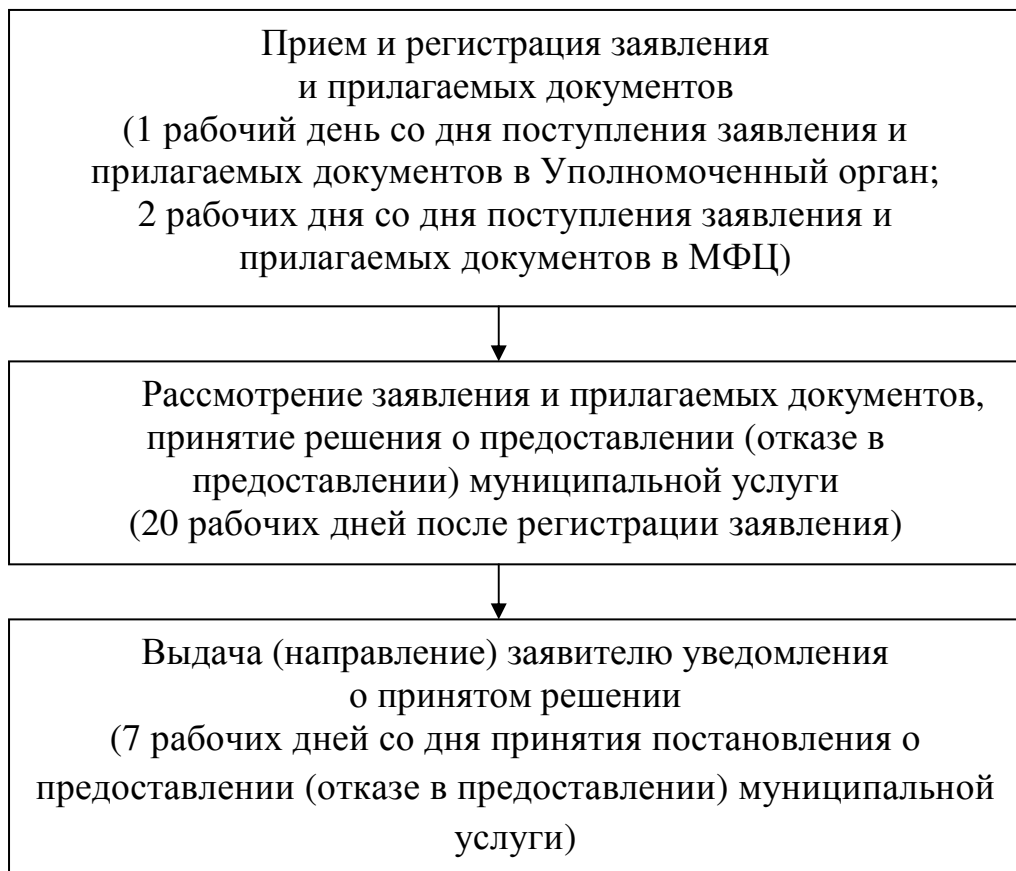 Прием и регистрация заявления
и прилагаемых документов
(1 рабочий день со дня поступления заявления и
прилагаемых документов в Уполномоченный орган;
2 рабочих дня со дня поступления заявления и
прилагаемых документов в МФЦ)
Рассмотрение заявления и прилагаемых документов,
принятие решения о предоставлении (отказе в
предоставлении) муниципальной услуги
(20 рабочих дней после регистрации заявления)
Выдача (направление) заявителю уведомления
о принятом решении
(7 рабочих дней со дня принятия постановления о
предоставлении (отказе в предоставлении) муниципальной
услуги)